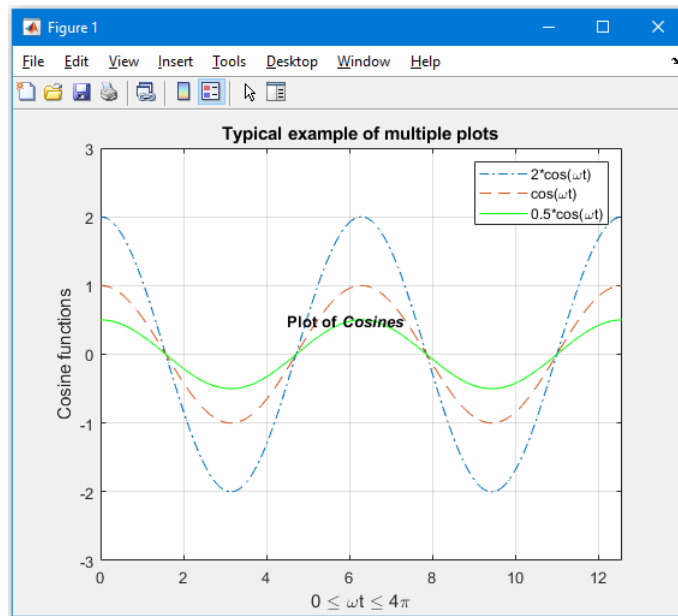 Figure 1
File Edit View Insert Tools Desktop Window Help
Typical example of multiple plots
3
2
1
0
-1
-2
-3
Cosine functions
2*cos(ωt)
cos(ωt)
0.5*cos(ωt)
Plot of Cosines
0 2 4 6 8 10 12
0 ≤ ωt ≤ 4π